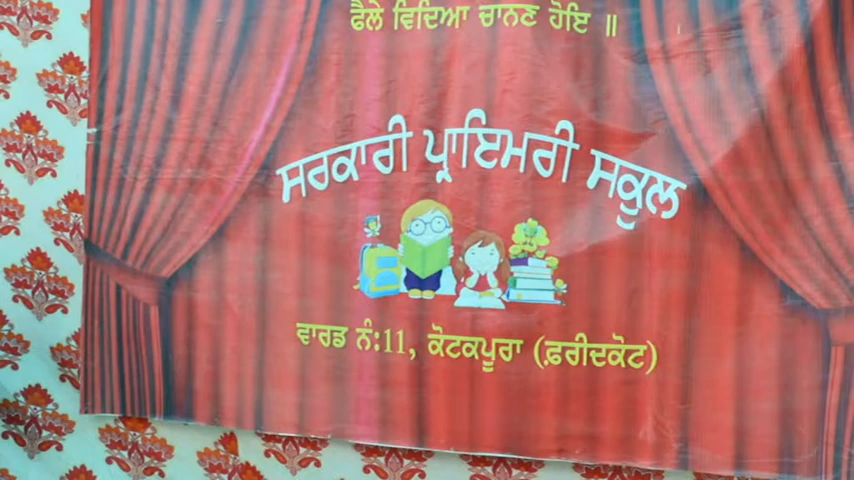 ਫੈਲੇ ਵਿਦਿਆ ਚਾਨਣ ਹੋਇ ॥
ਸਰਕਾਰੀ ਪ੍ਰਾਇਮਰੀ ਸਕੂਲ
ਵਾਰਡ ਨੰ:11, ਕੋਟਕਪੂਰਾ (ਫ਼ਰੀਦਕੋਟ)